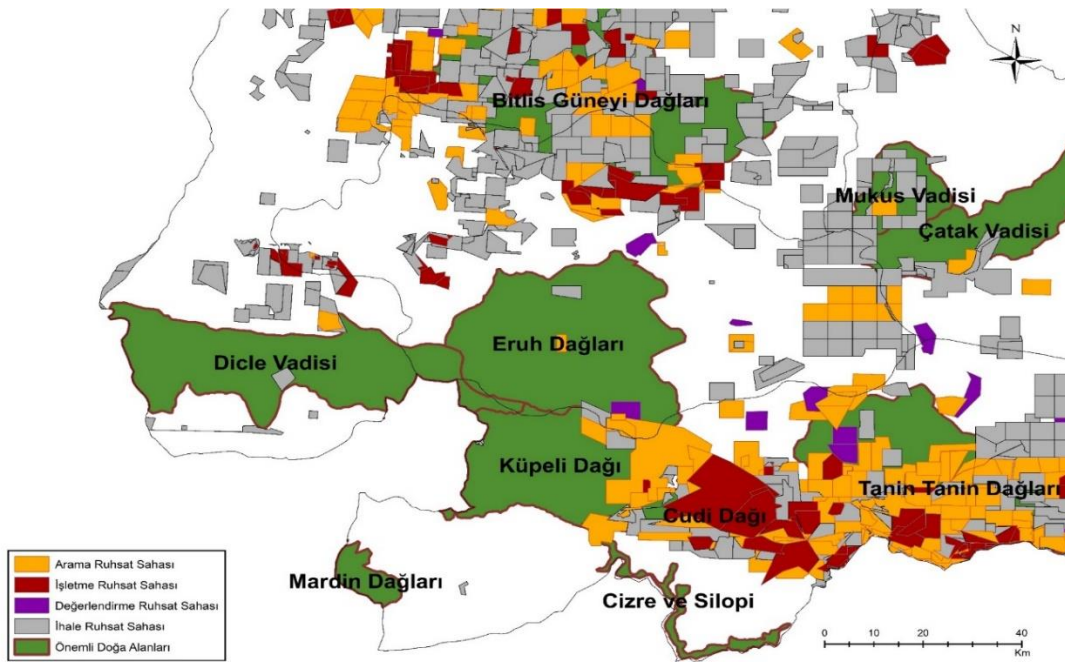 N
Bitlis Güneyi Dağları
Mukus Vadisi
Çatak Vadisi
Eruh Dağları
Dicle Vadisi
Küpeli Dağı
Tanin Tanin Dağları
Cudi Dağı
Mardin Dağları
Cizre ve Silopi
Arama Ruhsat Sahası
İşletme Ruhsat Sahası
Değerlendirme Ruhsat Sahası
İhale Ruhsat Sahası
Önemli Doğa Alanları
0 10 20 40
Km